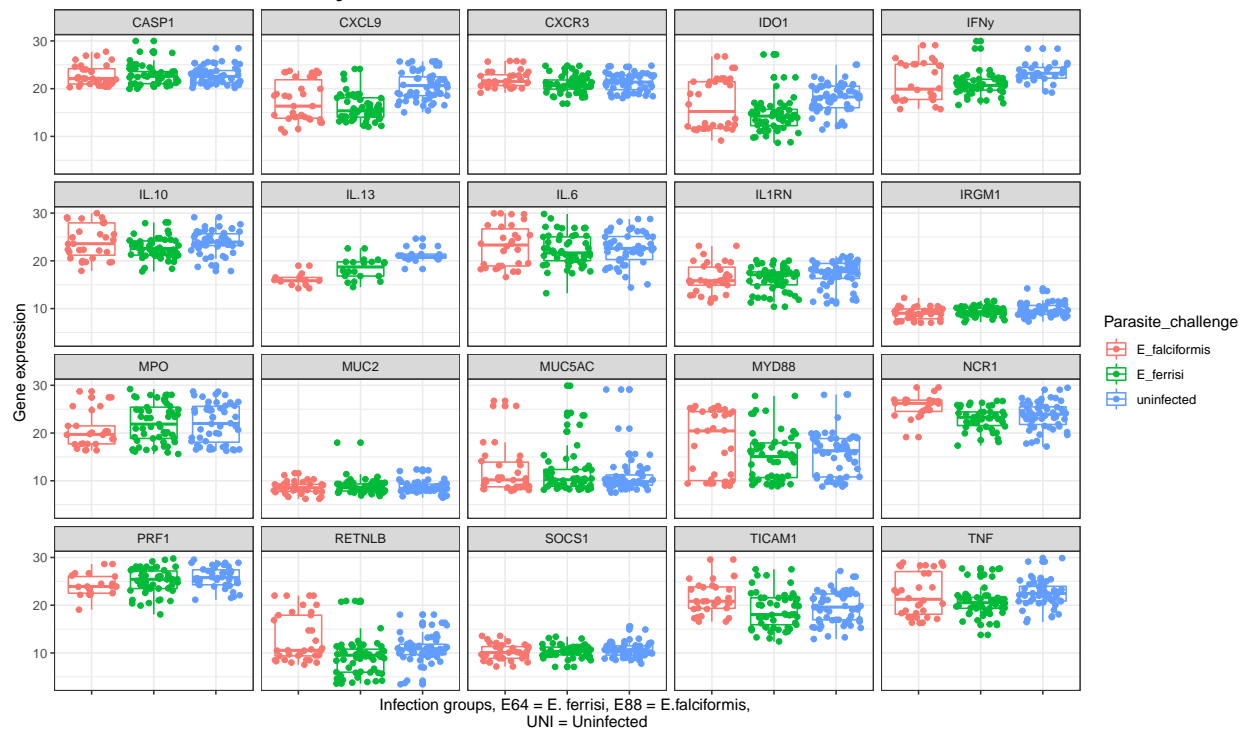 CASP1 CXCL9 CXCR3 IDO1 IFNy
30
20
10
IL.10 IL.13 IL.6 IL1RN IRGM1
30
20
10
MPO MUC2 MUC5AC MYD88 NCR1
30
20
10
PRF1 RETNLB SOCS1 TICAM1 TNF
30
20
10
Gene expression
Infection groups, E64 = E. ferrisi, E88 = E.falciformis,
UNI = Uninfected
Parasite_challenge
E_falciformis
E_ferrisi
uninfected